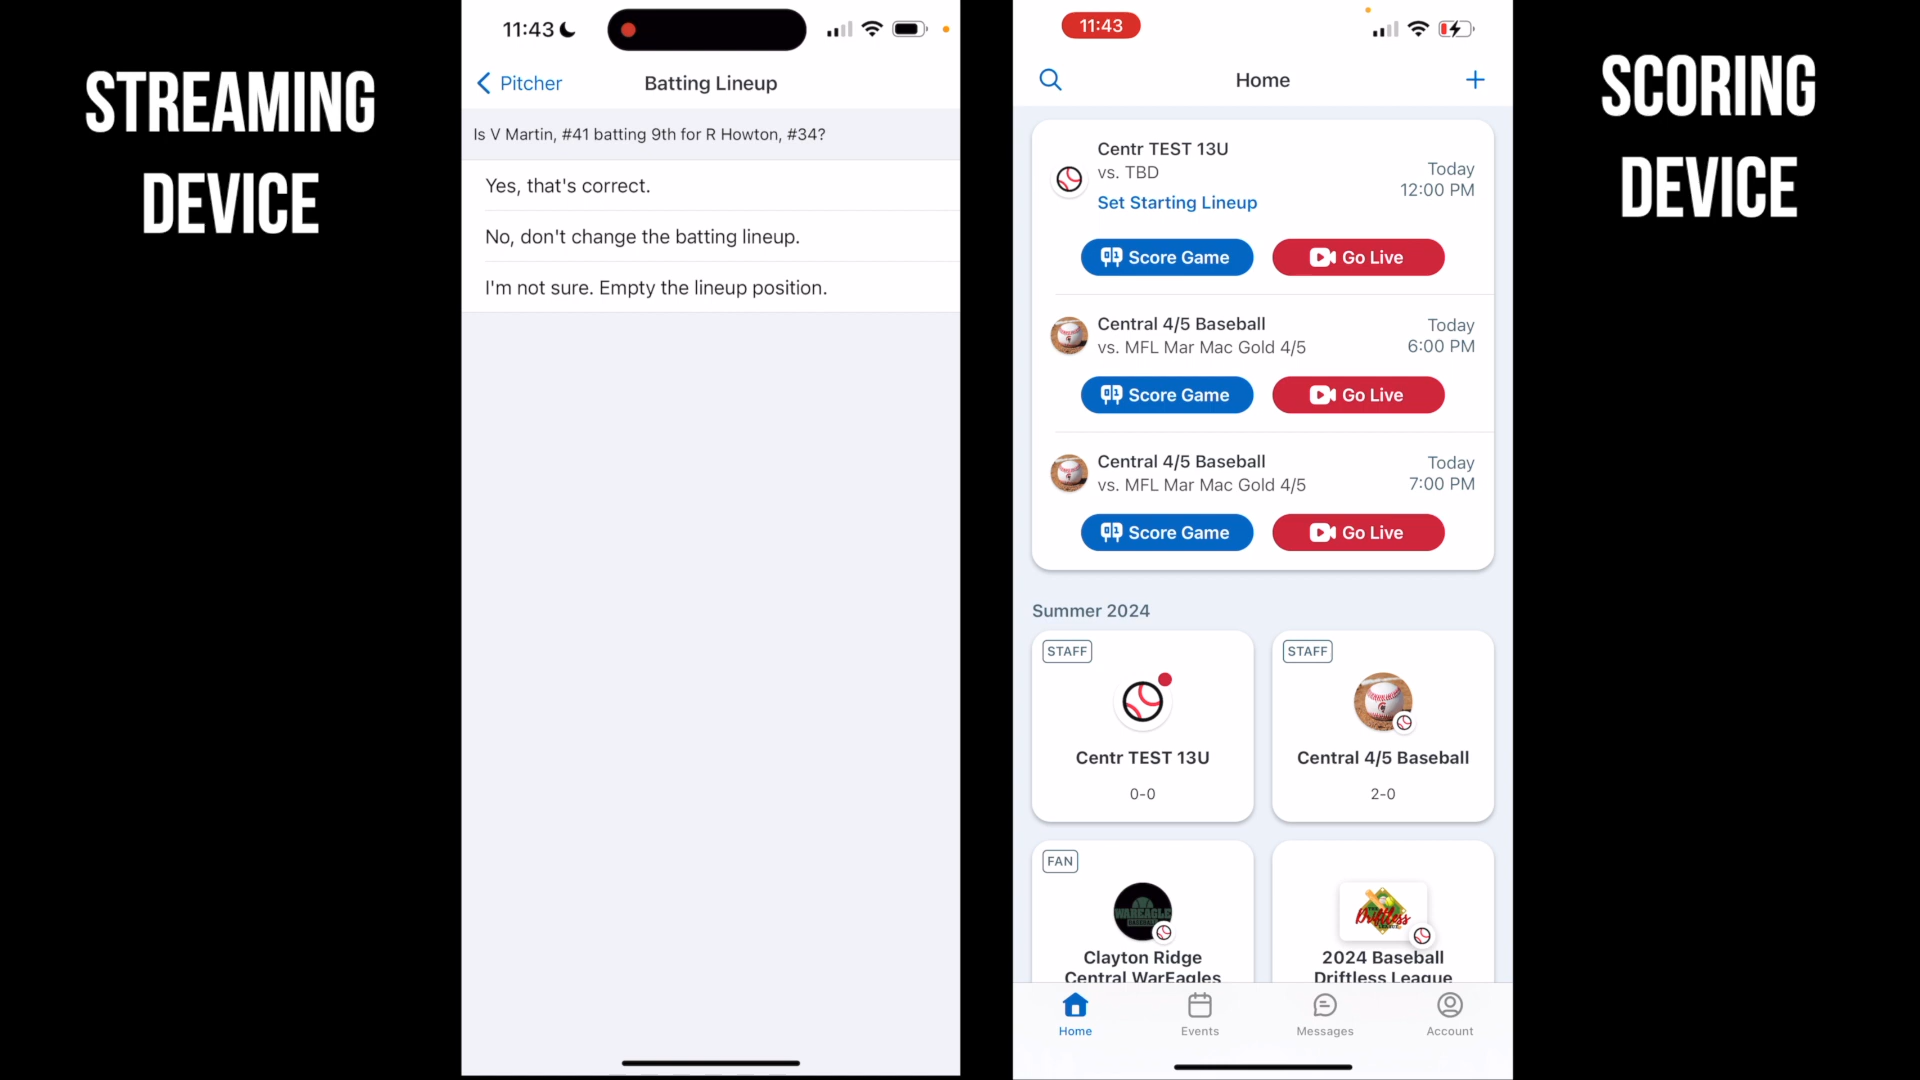 STREAMING
DEVICE
11:43
Pitcher
Batting Lineup
Is V Martin, #41 batting 9th for R Howton, #34?
Yes, that's correct.
No, don't change the batting lineup.
I'm not sure. Empty the lineup position.
11:43
Home
Centr TEST 13U
vs. TBD
Set Starting Lineup
Today
12:00 PM
Score Game
Go Live
Central 4/5 Baseball
vs. MFL Mar Mac Gold 4/5
Today
6:00 PM
Score Game
Go Live
Central 4/5 Baseball
vs. MFL Mar Mac Gold 4/5
Today
7:00 PM
Score Game
Go Live
Summer 2024
STAFF
Centr TEST 13U
0-0
STAFF
Central 4/5 Baseball
2-0
FAN
WAREAGLE
Clayton Ridge
Central WarEagles
Driftless
2024 Baseball
Driftless League
Home
Events
Messages
Account
SCORING
DEVICE